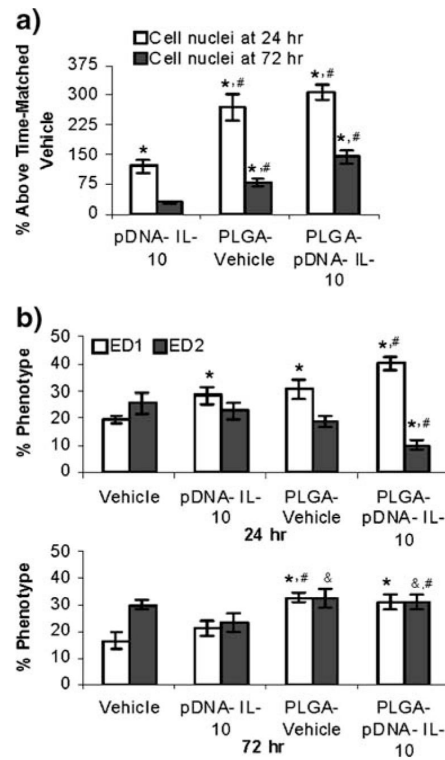 a)
Cell nuclei at 24 hr
Cell nuclei at 72 hr
% Above Time-Matched
Vehicle
375
300
225
150
75
0
*
*,#
*,#
*,#
*,#
pDNA- IL-
10
PLGA-
Vehicle
PLGA-
pDNA- IL-
10
b)
ED1 ED2
% Phenotype
50
40
30
20
10
0
*
*
*,#
*,#
Vehicle
pDNA- IL-
10
PLGA-
Vehicle
PLGA-
pDNA- IL-
10
24 hr
% Phenotype
50
40
30
20
10
0
*,#
&
*
&,#
Vehicle
pDNA- IL-
10
PLGA-
Vehicle
PLGA-
pDNA- IL-
10
72 hr